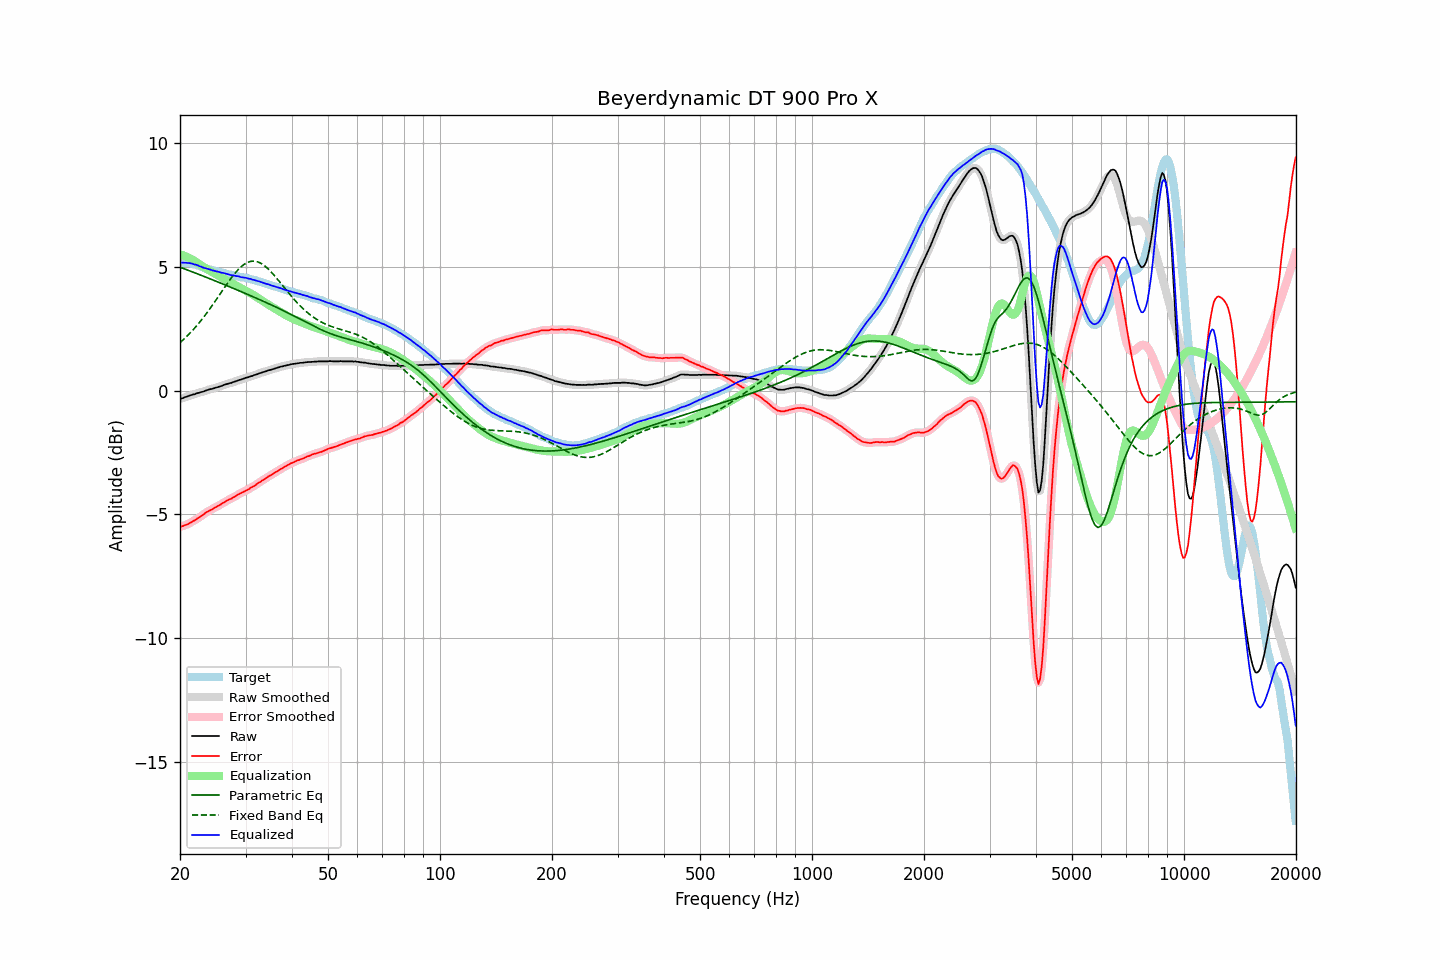 Beyerdynamic DT 900 Pro X
Amplitude (dBr)
10
5
0
−5
−10
−15
Target
Raw Smoothed
Error Smoothed
Raw
Error
Equalization
Parametric Eq
Fixed Band Eq
Equalized
20 50 100 200 500 1000 2000 5000 10000 20000
Frequency (Hz)